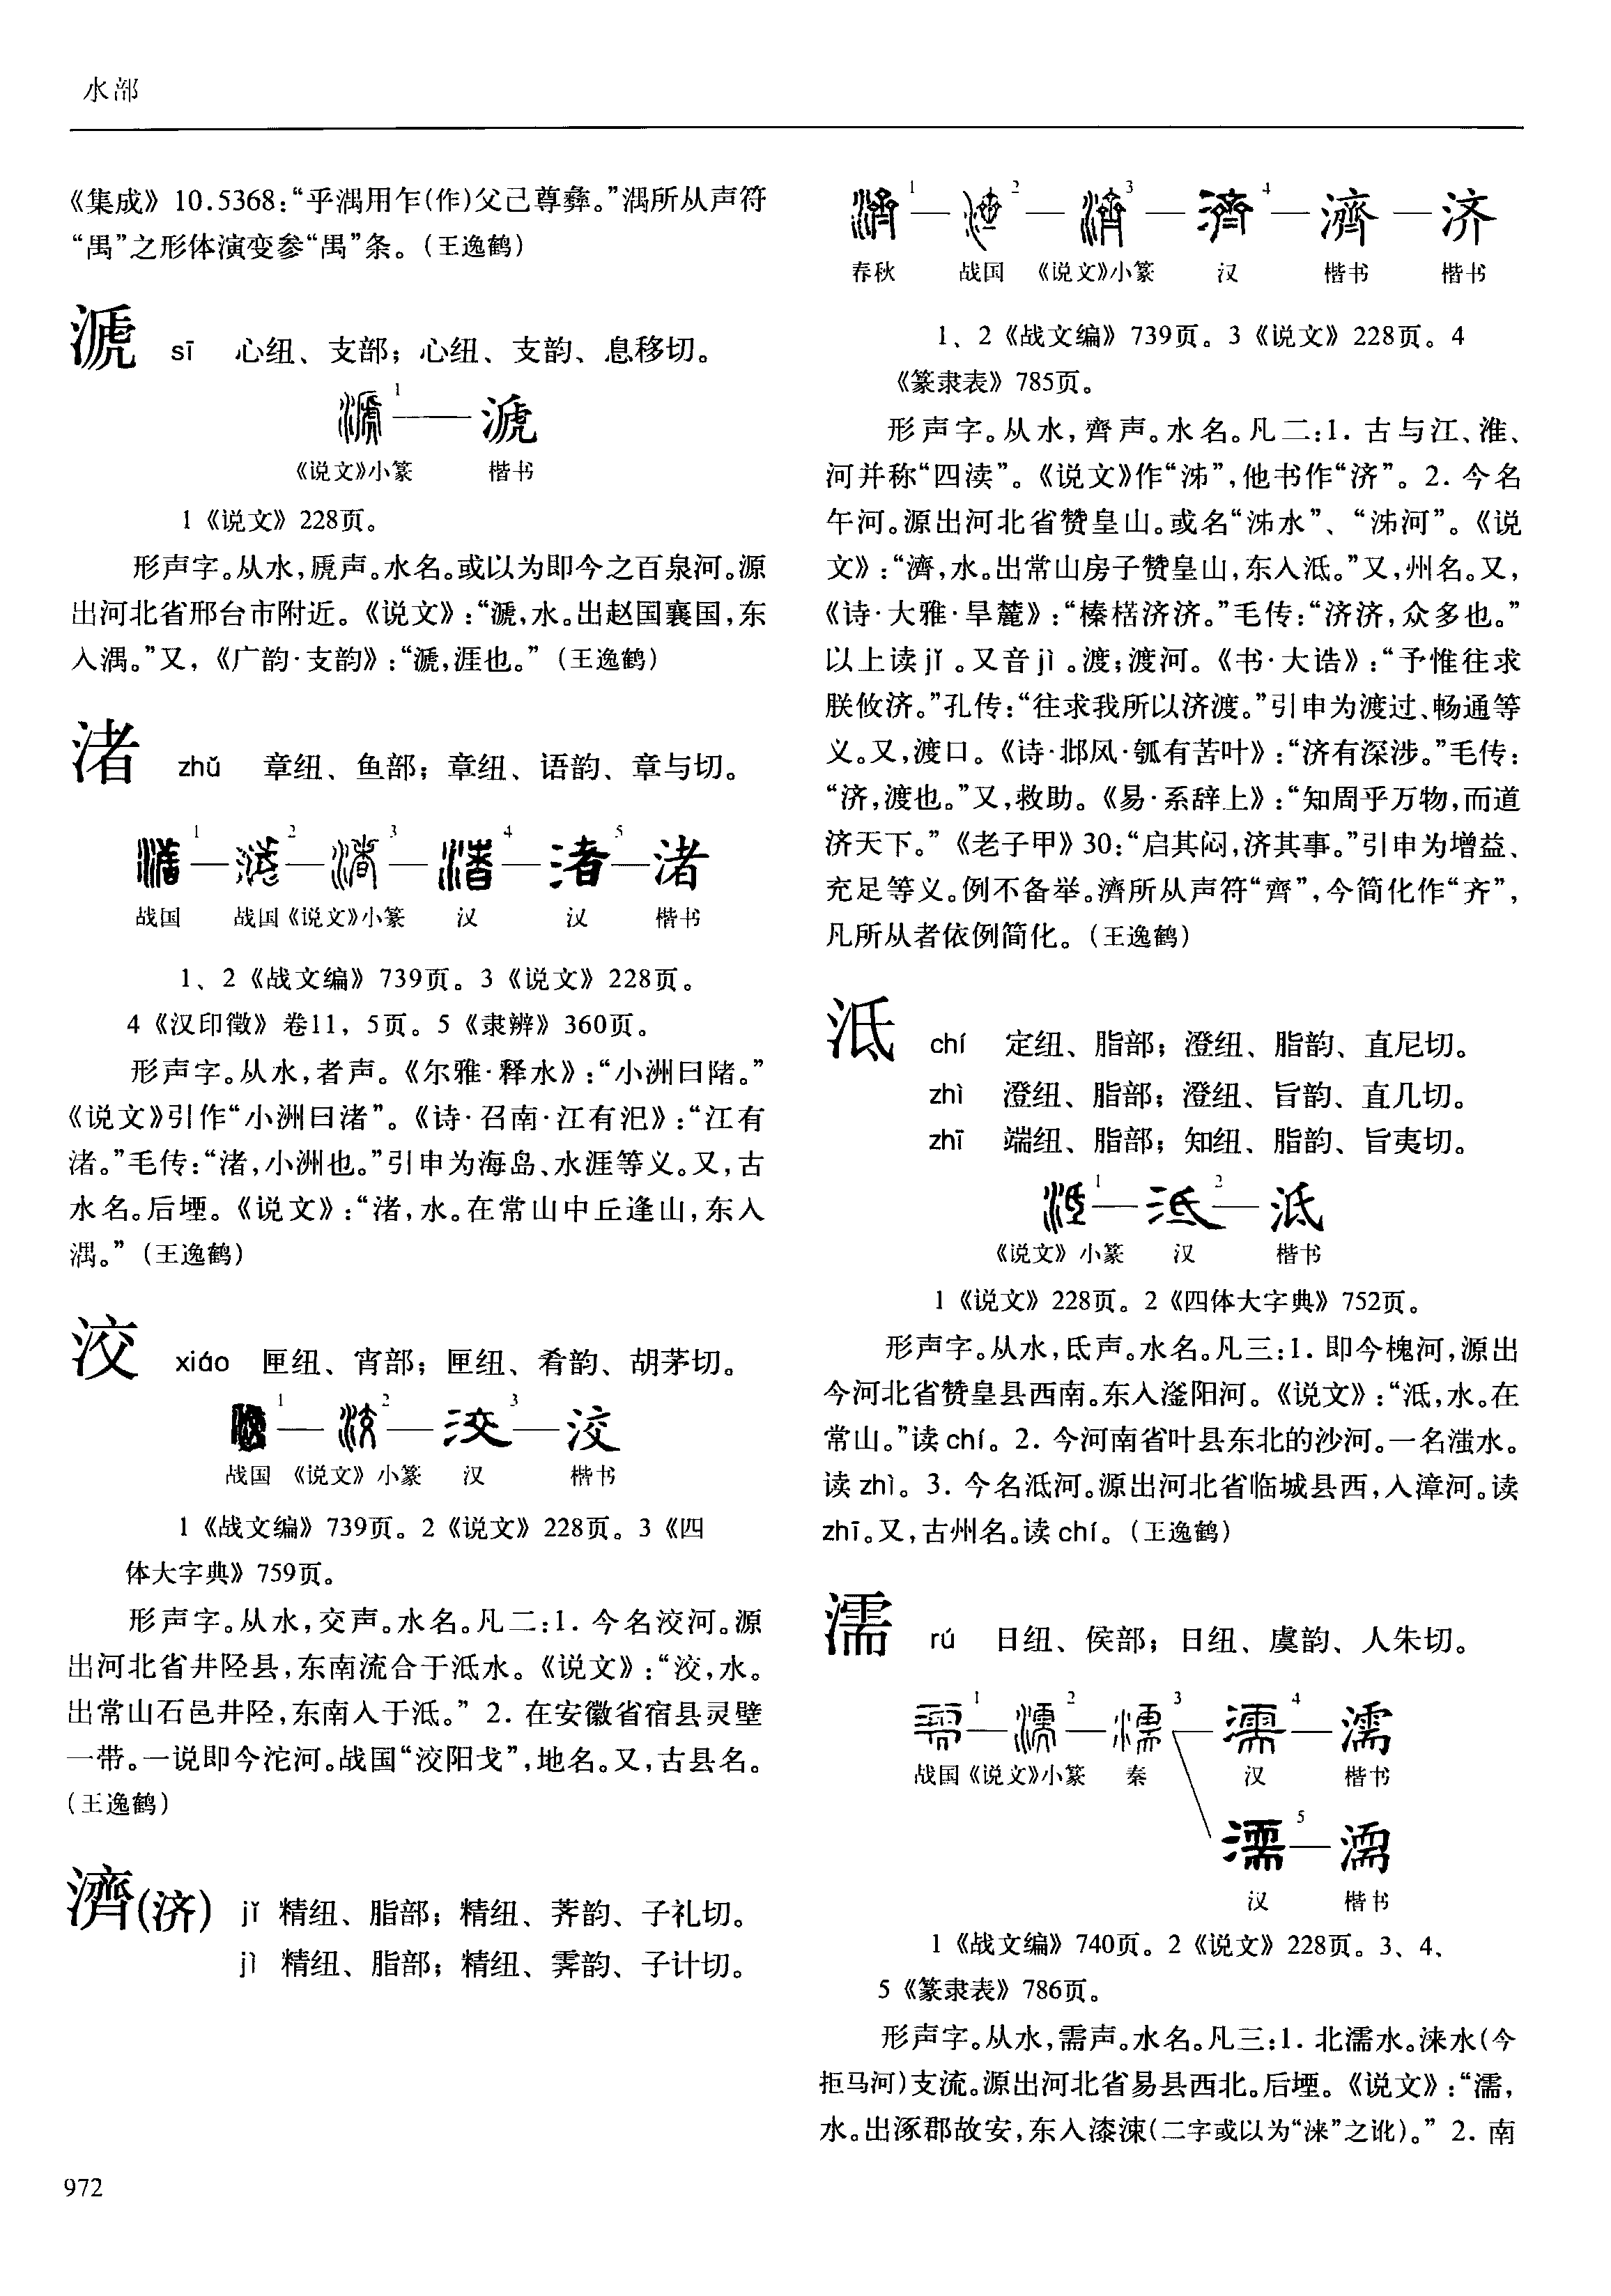 水部
《集成》10.5368：“乎湡用乍(作)父己尊彝。”湡所从声符
“禺”之形体演变参“禺”条。(王逸鹤)
漇 sī 心纽、支部；心纽、支韵、息移切。
1
《说文》小篆 楷书
1《说文》228页。
形声字。从水，虒声。水名。或以为即今之百泉河。源
出河北省邢台市附近。《说文》：“㴲，水。出赵国襄国，东
入湡。”又，《广韵·支韵》：“㴲，涯也。”(王逸鹤)
渚 zhǔ 章纽、鱼部；章纽、语韵、章与切。
1 2 3 4 5 渚
战国 战国《说文》小篆 汉 汉 楷书
1、2《战文编》739页。3《说文》228页。
4《汉印徵》卷11，5页。5《隶辨》360页。
形声字。从水，者声。《尔雅·释水》：“小洲曰陼。”
《说文》引作“小洲曰渚”。《诗·召南·江有汜》：“江有
渚。”毛传：“渚，小洲也。”引申为海岛、水涯等义。又，古
水名。后堙。《说文》：“渚，水。在常山中丘逢山，东入
湡。”(王逸鹤)
洨 xiáo 匣纽、宵部；匣纽、肴韵、胡茅切。
1 2 3 洨
战国 《说文》小篆 汉 楷书
1《战文编》739页。2《说文》228页。3《四
体大字典》759页。
形声字。从水，交声。水名。凡二：1. 今名洨河。源
出河北省井陉县，东南流合于泜水。《说文》：“洨，水。
出常山石邑井陉，东南入于泜。”2. 在安徽省宿县灵壁
一带。一说即今沱河。战国“洨阳戈”，地名。又，古县名。
(王逸鹤)
濟(济) jǐ 精纽、脂部；精纽、荠韵、子礼切。
jì 精纽、脂部；精纽、霁韵、子计切。
1 2 3 4 濟 济
春秋 战国 《说文》小篆 汉 楷书 楷书
1、2《战文编》739页。3《说文》228页。4
《篆隶表》785页。
形声字。从水，齊声。水名。凡二：1. 古与江、淮、
河并称“四渎”。《说文》作“泲”，他书作“济”。2. 今名
午河。源出河北省赞皇山。或名“泲水”、“泲河”。《说
文》：“濟，水。出常山房子赞皇山，东入泜。”又，州名。又，
《诗·大雅·旱麓》：“榛楛济济。”毛传：“济济，众多也。”
以上读jǐ。又音jì。渡；渡河。《书·大诰》：“予惟往求
朕攸济。”孔传：“往求我所以济渡。”引申为渡过、畅通等
义。又，渡口。《诗·邶风·瓠有苦叶》：“济有深涉。”毛传：
“济，渡也。”又，救助。《易·系辞上》：“知周乎万物，而道
济天下。”《老子甲》30：“启其闷，济其事。”引申为增益、
充足等义。例不备举。濟所从声符“齊”，今简化作“齐”，
凡所从者依例简化。(王逸鹤)
泜 chí 定纽、脂部；澄纽、脂韵、直尼切。
zhì 澄纽、脂部；澄纽、旨韵、直几切。
zhī 端纽、脂部；知纽、脂韵、旨夷切。
1 2 泜
《说文》小篆 汉 楷书
1《说文》228页。2《四体大字典》752页。
形声字。从水，氐声。水名。凡三：1. 即今槐河，源出
今河北省赞皇县西南。东入滏阳河。《说文》：“泜，水。在
常山。”读chí。2. 今河南省叶县东北的沙河。一名滍水。
读zhì。3. 今名泜河。源出河北省临城县西，入漳河。读
zhī。又，古州名。读chí。(王逸鹤)
濡 rú 日纽、侯部；日纽、虞韵、人朱切。
1 2 3 4 濡
战国《说文》小篆 秦 汉 楷书
5
汉 楷书
1《战文编》740页。2《说文》228页。3、4、
5《篆隶表》786页。
形声字。从水，需声。水名。凡三：1. 北濡水。涞水(今
拒马河)支流。源出河北省易县西北。后堙。《说文》：“濡，
水。出涿郡故安，东入漆涑(二字或以为“涞”之讹)。”2. 南
972